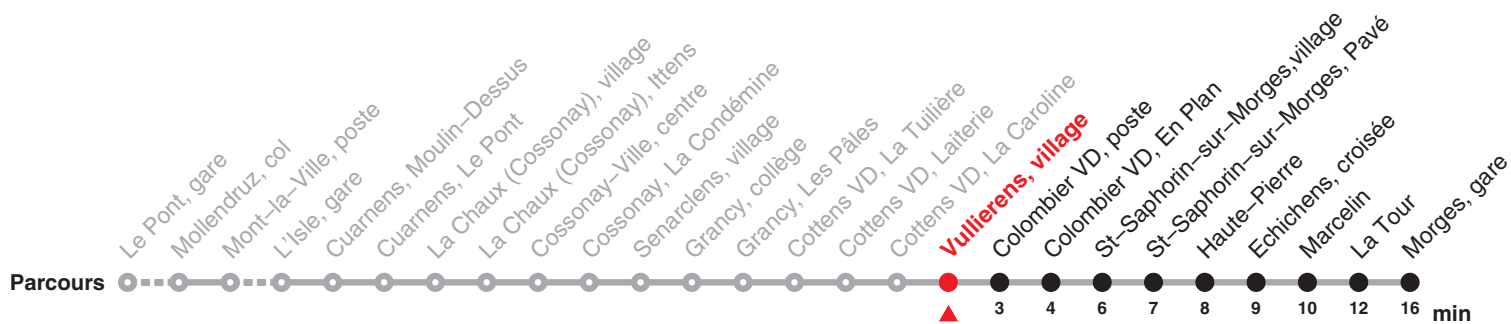 Parcours
Le Pont, gare
Mollendruz, col
Mont–la–Ville, poste
L'Isle, gare
Cuarnens, Moulin–Dessus
Cuarnens, Le Pont
La Chaux (Cossonay), village
La Chaux (Cossonay), Ittens
Cossonay–Ville, centre
Cossonay, La Condémine
Senarclens, village
Grancy, collège
Grancy, Les Pâles
Cottens VD, La Tuilière
Cottens VD, Laiterie
Cottens VD, La Caroline
Vullierens, village
Colombier VD, poste
Colombier VD, En Plan
St–Saphorin–sur–Morges,village
St–Saphorin–sur–Morges, Pavé
Haute–Pierre
Echichens, croisée
Marcelin
La Tour
Morges, gare
3 4 6 7 8 9 10 12 16 min